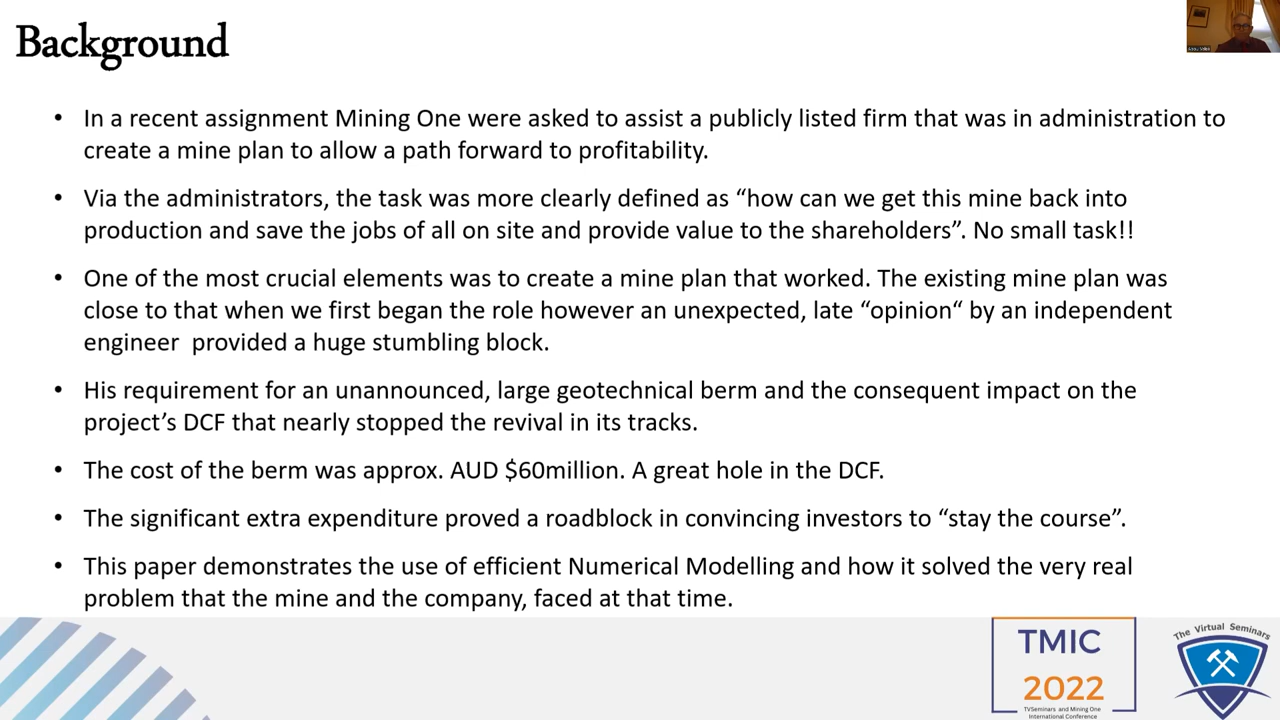 Background
• In a recent assignment Mining One were asked to assist a publicly listed firm that was in administration to
create a mine plan to allow a path forward to profitability.
• Via the administrators, the task was more clearly defined as “how can we get this mine back into
production and save the jobs of all on site and provide value to the shareholders”. No small task!!
• One of the most crucial elements was to create a mine plan that worked. The existing mine plan was
close to that when we first began the role however an unexpected, late “opinion“ by an independent
engineer  provided a huge stumbling block.
• His requirement for an unannounced, large geotechnical berm and the consequent impact on the
project’s DCF that nearly stopped the revival in its tracks.
• The cost of the berm was approx. AUD $60million. A great hole in the DCF.
• The significant extra expenditure proved a roadblock in convincing investors to “stay the course”.
• This paper demonstrates the use of efficient Numerical Modelling and how it solved the very real
problem that the mine and the company, faced at that time.
TMIC
2022
TVSeminars and Mining One
International Conference
The Virtual Seminars